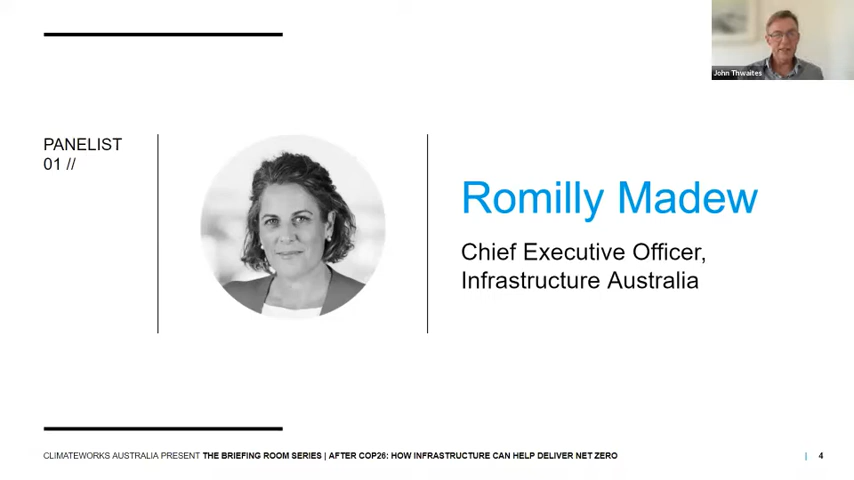 John Thwaites
PANELIST
01 //
Romilly Madew
Chief Executive Officer,
Infrastructure Australia
CLIMATEWORKS AUSTRALIA PRESENT THE BRIEFING ROOM SERIES | AFTER COP26: HOW INFRASTRUCTURE CAN HELP DELIVER NET ZERO
| 4